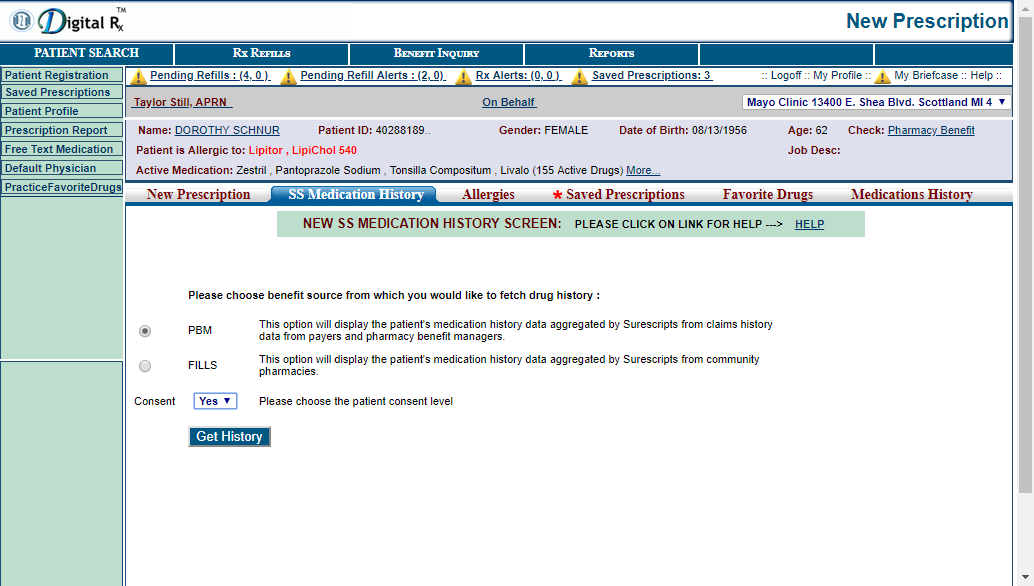 Digital Rx TM
New Prescription
PATIENT SEARCH RX REFILLS BENEFIT INQUIRY REPORTS
Patient Registration
Saved Prescriptions
Patient Profile
Prescription Report
Free Text Medication
Default Physician
PracticeFavoriteDrugs
Pending Refills : (4, 0 ) Pending Refill Alerts : (2, 0) Rx Alerts: (0, 0 ) Saved Prescriptions: 3 :: Logoff :: My Profile :: My Briefcase :: Help ::
Taylor Still, APRN On Behalf Mayo Clinic 13400 E. Shea Blvd. Scottland MI 4 ▼
Name: DOROTHY SCHNUR Patient ID: 40288189.. Gender: FEMALE Date of Birth: 08/13/1956 Age: 62 Check: Pharmacy Benefit
Patient is Allergic to: Lipitor , LipiChol 540 Job Desc:
Active Medication: Zestril , Pantoprazole Sodium , Tonsilla Compositum , Livalo (155 Active Drugs) More...
New Prescription SS Medication History Allergies * Saved Prescriptions Favorite Drugs Medications History
NEW SS MEDICATION HISTORY SCREEN: PLEASE CLICK ON LINK FOR HELP ---> HELP
Please choose benefit source from which you would like to fetch drug history :
PBM This option will display the patient's medication history data aggregated by Surescripts from claims history
data from payers and pharmacy benefit managers.
FILLS This option will display the patient's medication history data aggregated by Surescripts from community
pharmacies.
Consent Yes ▼ Please choose the patient consent level
Get History